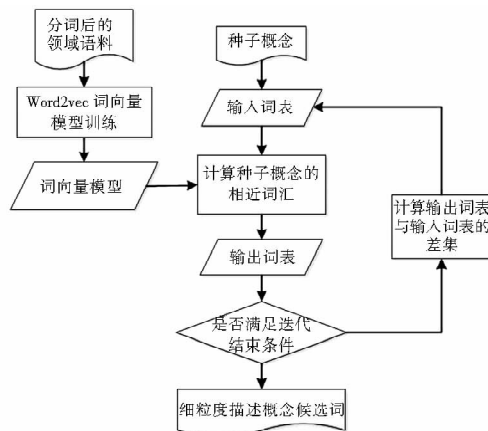 分词后的
领域语料
种子概念
Word2vec 词向量
模型训练
输入词表
词向量模型
计算种子概念的
相近词汇
计算输出词表
与输入词表的
差集
输出词表
是否满足迭代
结束条件
细粒度描述概念候选词